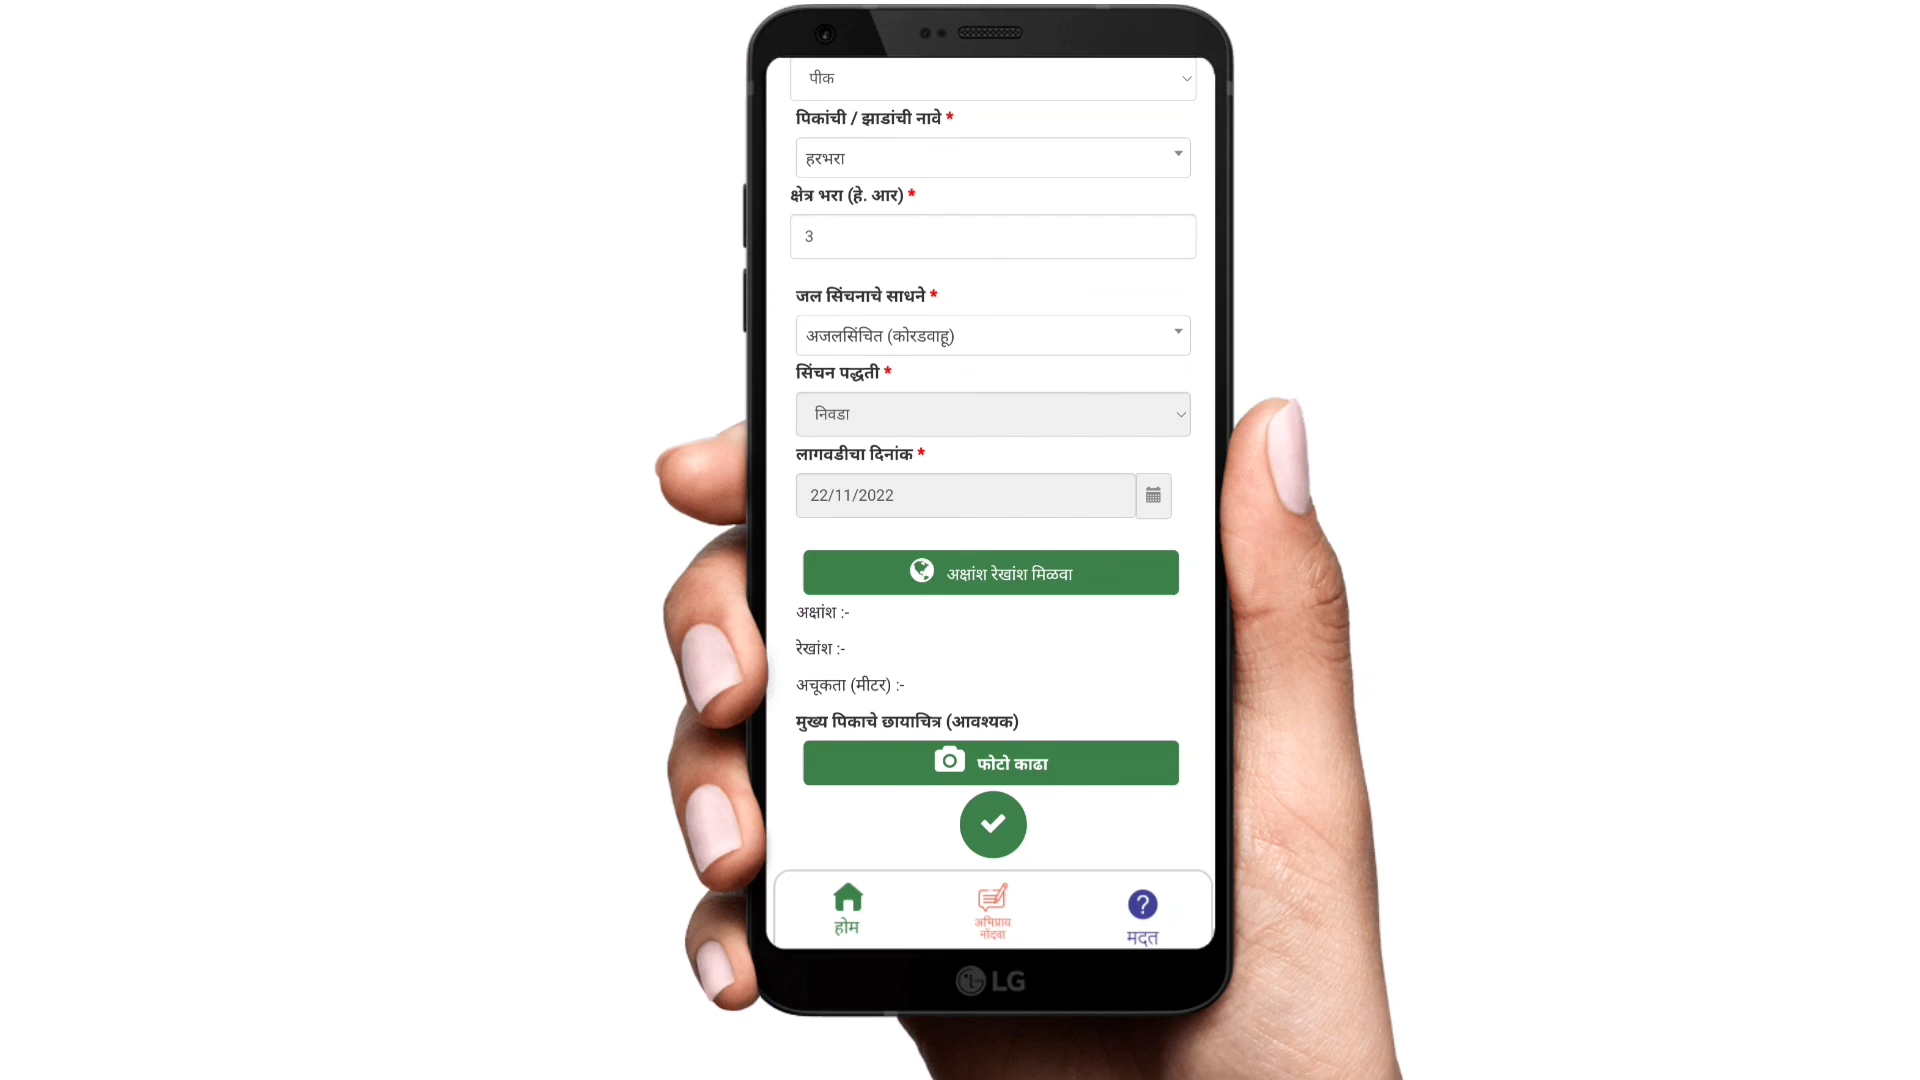 पीक
पिकांची / झाडांची नावे *
हरभरा
क्षेत्र भरा (हे. आर) *
3
जल सिंचनाचे साधने *
अजलसिंचित (कोरडवाहू)
सिंचन पद्धती *
निवडा
लागवडीचा दिनांक *
22/11/2022
अक्षांश रेखांश मिळवा
अक्षांश :-
रेखांश :-
अचूकता (मीटर) :-
मुख्य पिकाचे छायाचित्र (आवश्यक)
फोटो काढा
होम
अभिप्राय
नोंदवा
मदत
LG